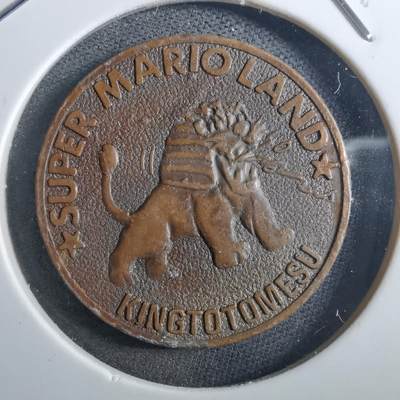 ★SUPER MARIO LAND★
KINGTOTOMESU